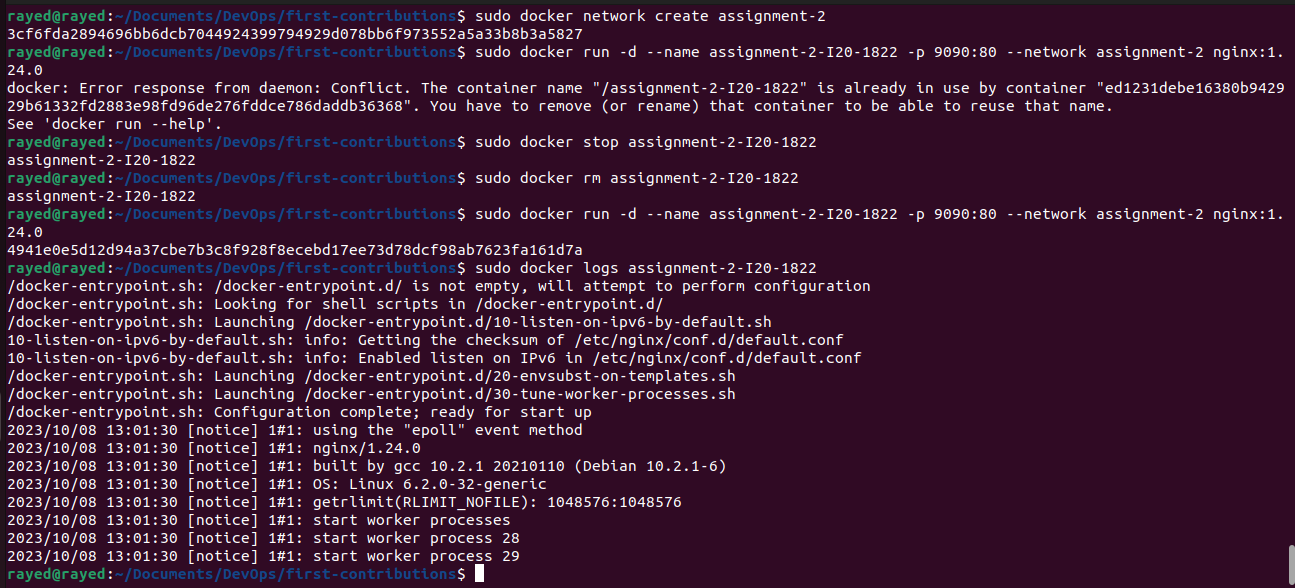 rayed@rayed:~/Documents/DevOps/first-contributions$ sudo docker network create assignment-2
3cf6fda2894696bb6dcb7044924399794929d078bb6f973552a5a33b8b3a5827
rayed@rayed:~/Documents/DevOps/first-contributions$ sudo docker run -d --name assignment-2-I20-1822 -p 9090:80 --network assignment-2 nginx:1.
24.0
docker: Error response from daemon: Conflict. The container name "/assignment-2-I20-1822" is already in use by container "ed1231debe16380b9429
29b61332fd2883e98fd96de276fddce786daddb36368". You have to remove (or rename) that container to be able to reuse that name.
See 'docker run --help'.
rayed@rayed:~/Documents/DevOps/first-contributions$ sudo docker stop assignment-2-I20-1822
assignment-2-I20-1822
rayed@rayed:~/Documents/DevOps/first-contributions$ sudo docker rm assignment-2-I20-1822
assignment-2-I20-1822
rayed@rayed:~/Documents/DevOps/first-contributions$ sudo docker run -d --name assignment-2-I20-1822 -p 9090:80 --network assignment-2 nginx:1.
24.0
4941e0e5d12d94a37cbe7b3c8f928f8ecebd17ee73d78dcf98ab7623fa161d7a
rayed@rayed:~/Documents/DevOps/first-contributions$ sudo docker logs assignment-2-I20-1822
/docker-entrypoint.sh: /docker-entrypoint.d/ is not empty, will attempt to perform configuration
/docker-entrypoint.sh: Looking for shell scripts in /docker-entrypoint.d/
/docker-entrypoint.sh: Launching /docker-entrypoint.d/10-listen-on-ipv6-by-default.sh
10-listen-on-ipv6-by-default.sh: info: Getting the checksum of /etc/nginx/conf.d/default.conf
10-listen-on-ipv6-by-default.sh: info: Enabled listen on IPv6 in /etc/nginx/conf.d/default.conf
/docker-entrypoint.sh: Launching /docker-entrypoint.d/20-envsubst-on-templates.sh
/docker-entrypoint.sh: Launching /docker-entrypoint.d/30-tune-worker-processes.sh
/docker-entrypoint.sh: Configuration complete; ready for start up
2023/10/08 13:01:30 [notice] 1#1: using the "epoll" event method
2023/10/08 13:01:30 [notice] 1#1: nginx/1.24.0
2023/10/08 13:01:30 [notice] 1#1: built by gcc 10.2.1 20210110 (Debian 10.2.1-6)
2023/10/08 13:01:30 [notice] 1#1: OS: Linux 6.2.0-32-generic
2023/10/08 13:01:30 [notice] 1#1: getrlimit(RLIMIT_NOFILE): 1048576:1048576
2023/10/08 13:01:30 [notice] 1#1: start worker processes
2023/10/08 13:01:30 [notice] 1#1: start worker process 28
2023/10/08 13:01:30 [notice] 1#1: start worker process 29
rayed@rayed:~/Documents/DevOps/first-contributions$